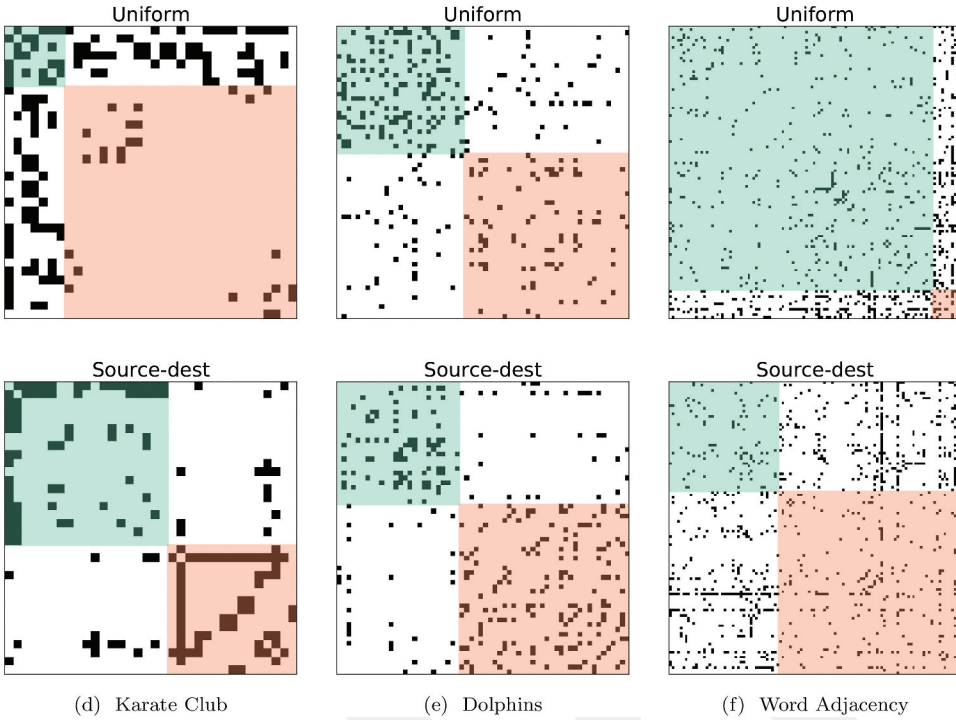 Uniform Uniform Uniform
Source-dest Source-dest Source-dest
(d) Karate Club (e) Dolphins (f) Word Adjacency